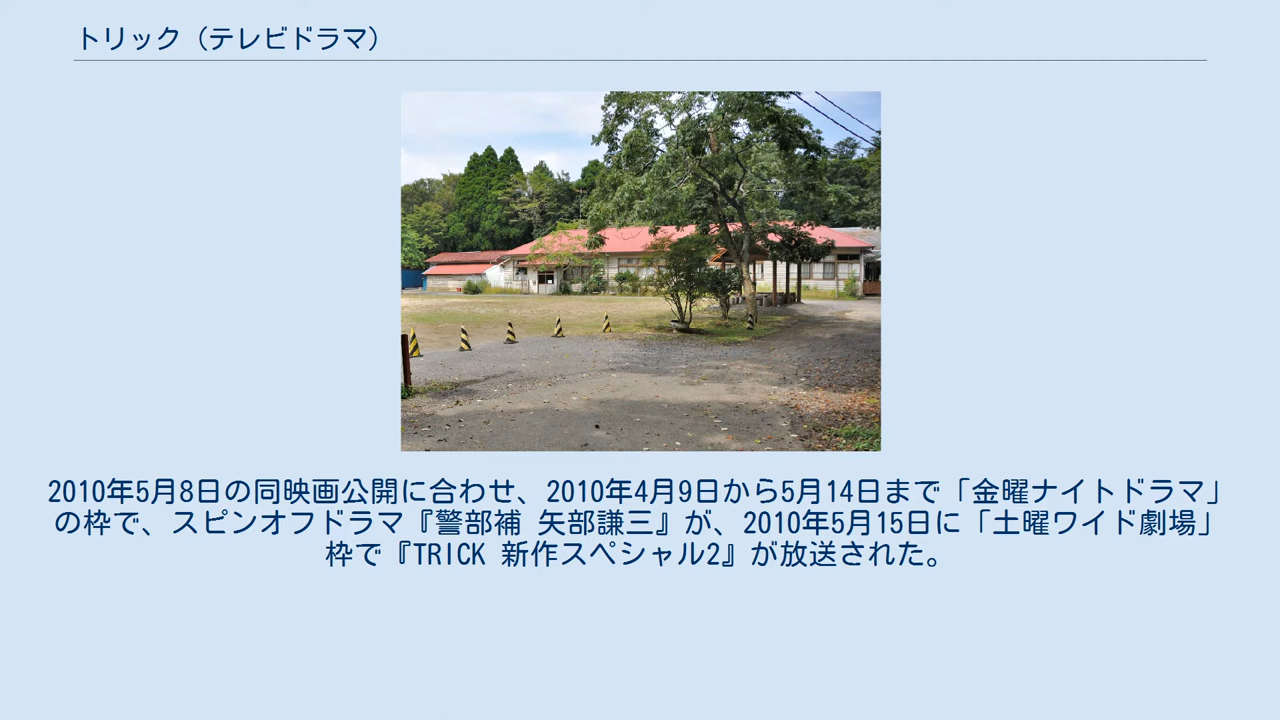 トリック（テレビドラマ）
2010年5月8日の同映画公開に合わせ、2010年4月9日から5月14日まで「金曜ナイトドラマ」
の枠で、スピンオフドラマ『警部補 矢部謙三』が、2010年5月15日に「土曜ワイド劇場」
枠で『TRICK 新作スペシャル2』が放送された。